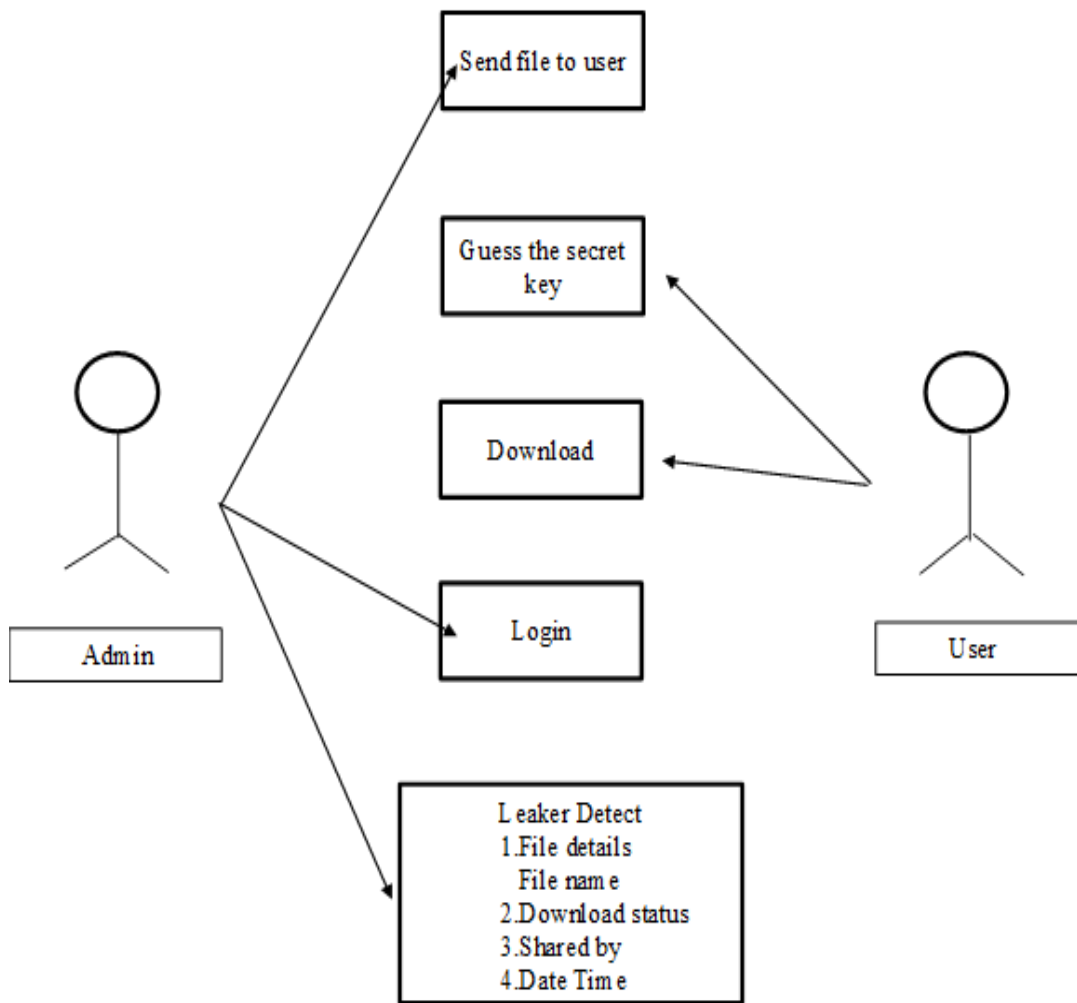 Send file to user
Guess the secret
key
Download
Login
Admin
User
Leaker Detect
1.File details
File name
2.Download status
3.Shared by
4.Date Time